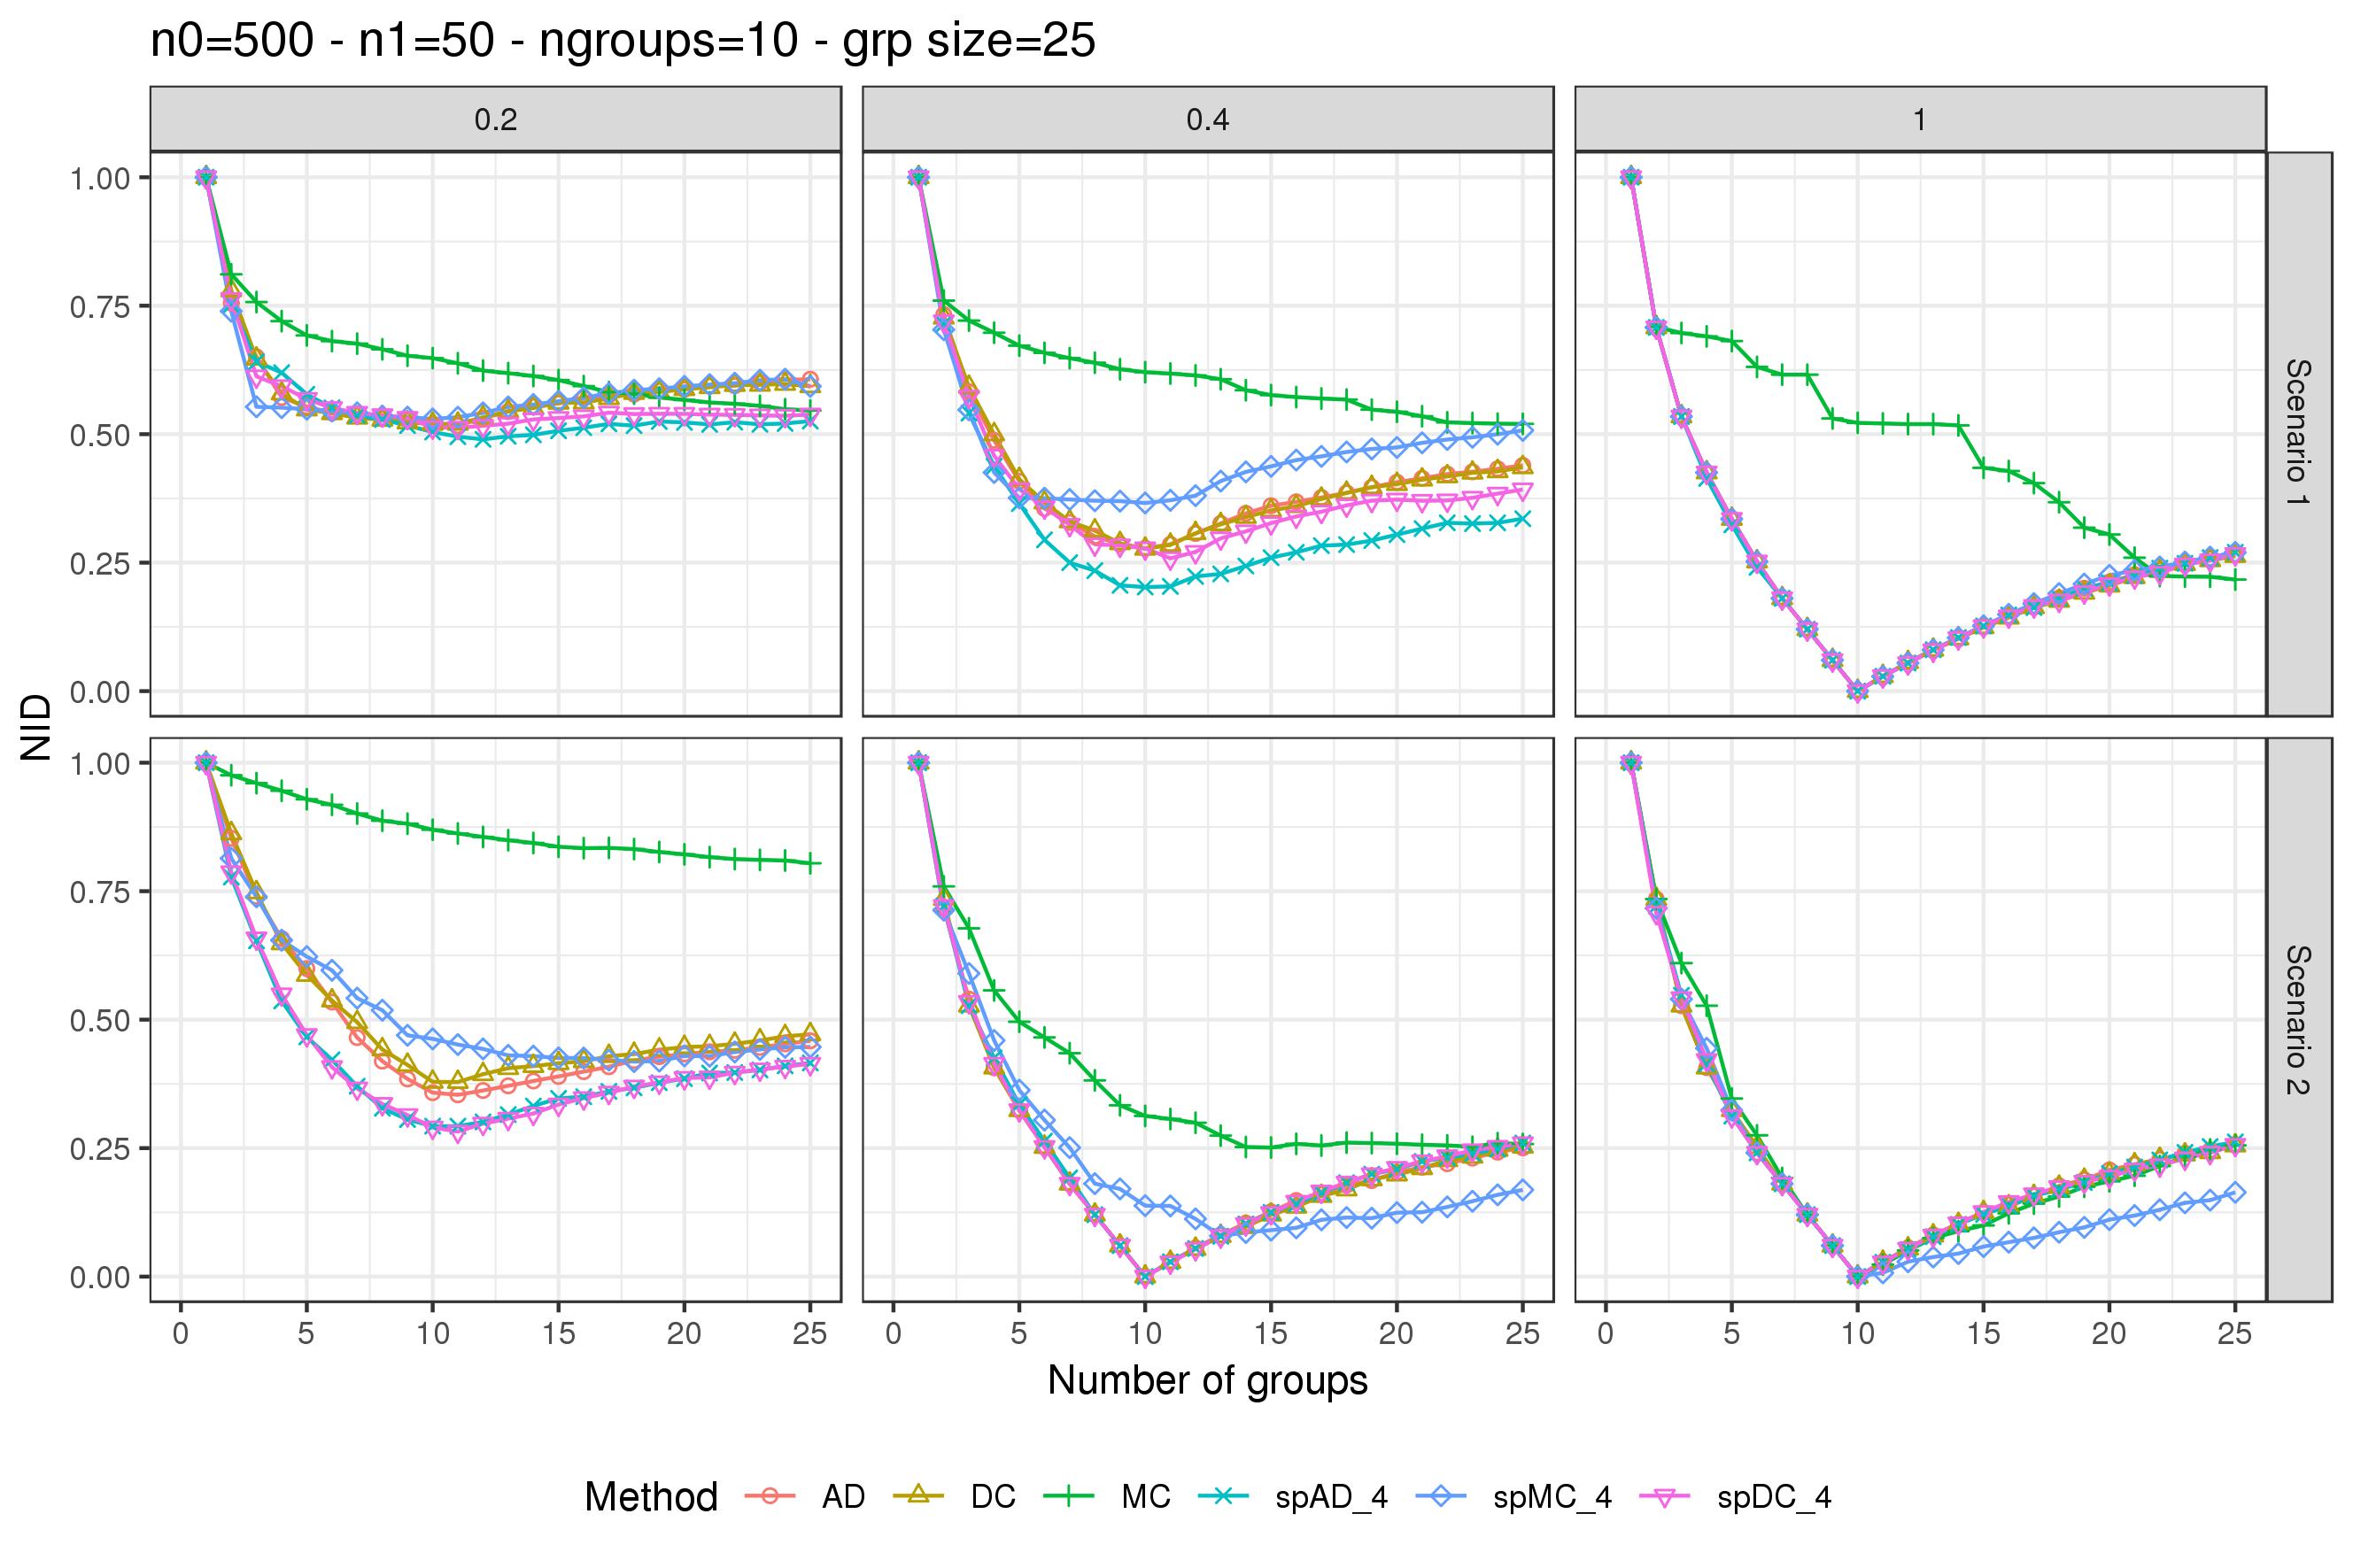 n0=500 - n1=50 - ngroups=10 - grp size=25
0.2 0.4 1
1.00
0.75
0.50
0.25
0.00
Scenario 1
NID
1.00
0.75
0.50
0.25
0.00
Scenario 2
0 5 10 15 20 25 0 5 10 15 20 25 0 5 10 15 20 25
Number of groups
Method AD DC MC spAD_4 spMC_4 spDC_4